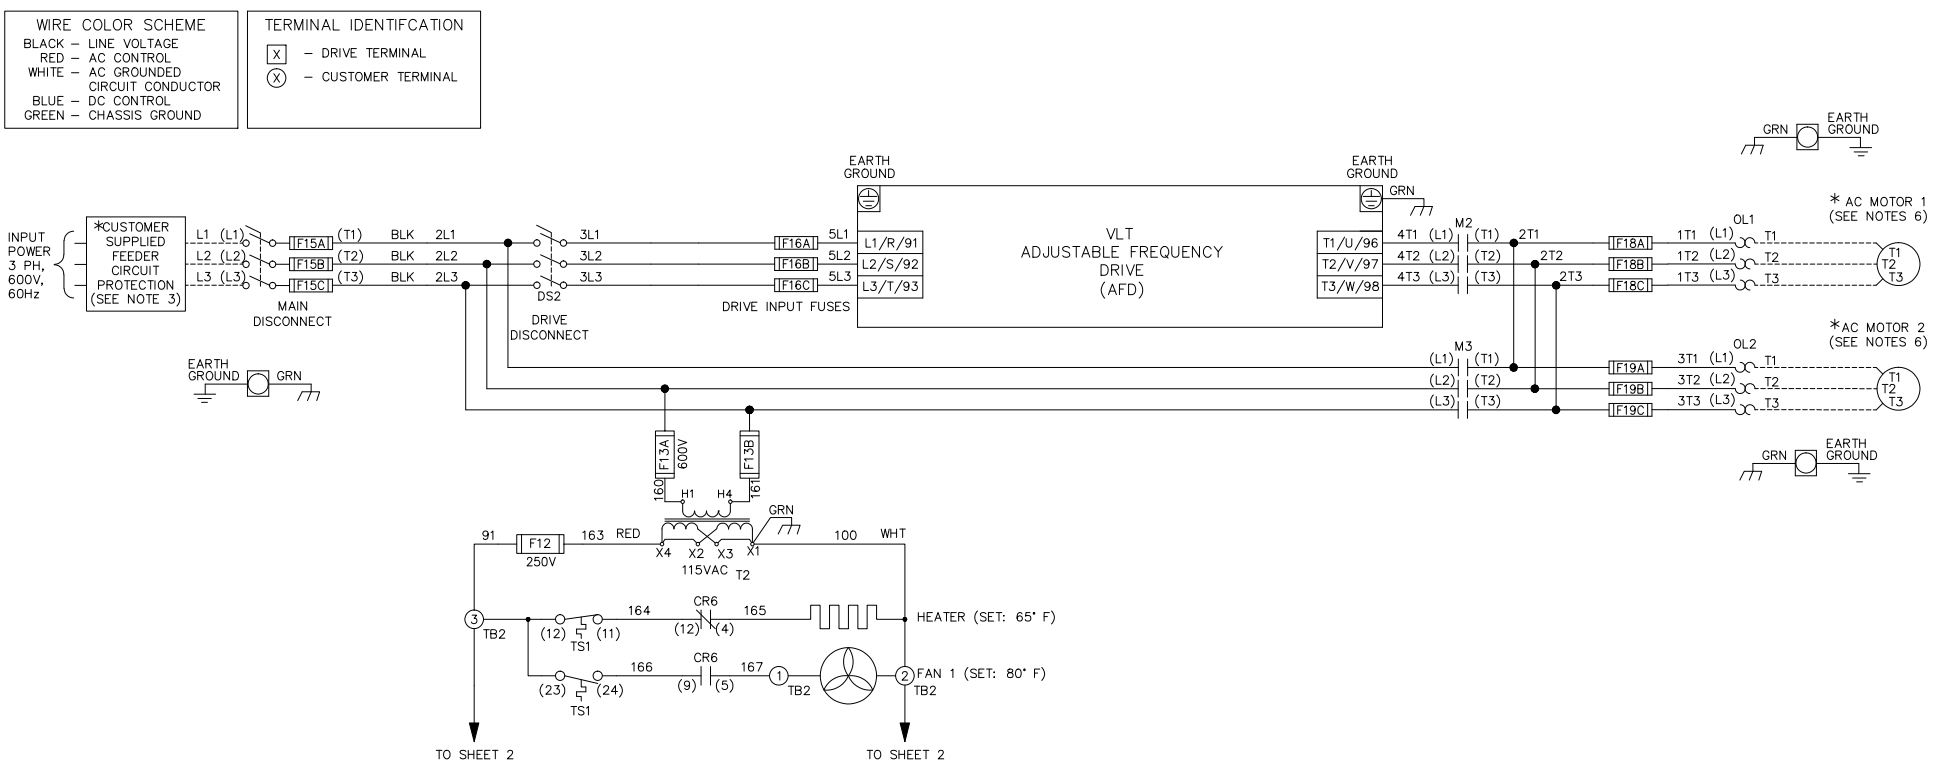 WIRE COLOR SCHEME
BLACK – LINE VOLTAGE
RED – AC CONTROL
WHITE – AC GROUNDED
CIRCUIT CONDUCTOR
BLUE – DC CONTROL
GREEN – CHASSIS GROUND
TERMINAL IDENTIFCATION
X – DRIVE TERMINAL
X – CUSTOMER TERMINAL
INPUT
POWER
3 PH,
600V,
60Hz
*CUSTOMER
SUPPLIED
FEEDER
CIRCUIT
PROTECTION
(SEE NOTE 3)
L1 (L1) F15A (T1) BLK 2L1
L2 (L2) F15B (T2) BLK 2L2
L3 (L3) F15C (T3) BLK 2L3
MAIN
DISCONNECT
DS2
DRIVE
DISCONNECT
3L1 F16A 5L1
3L2 F16B 5L2
3L3 F16C 5L3
DRIVE INPUT FUSES
EARTH
GROUND
L1/R/91
L2/S/92
L3/T/93
VLT
ADJUSTABLE FREQUENCY
DRIVE
(AFD)
EARTH
GROUND
GRN
T1/U/96
T2/V/97
T3/W/98
M2
4T1 (L1) (T1) 2T1
4T2 (L2) (T2) 2T2
4T3 (L3) (T3) 2T3
F18A 1T1 (L1) T1
F18B 1T2 (L2) T2
F18C 1T3 (L3) T3
OL1
GRN
EARTH
GROUND
* AC MOTOR 1
(SEE NOTES 6)
T1
T2
T3
M3
(L1) (T1)
(L2) (T2)
(L3) (T3)
F19A 3T1 (L1) T1
F19B 3T2 (L2) T2
F19C 3T3 (L3) T3
OL2
*AC MOTOR 2
(SEE NOTES 6)
T1
T2
T3
GRN
EARTH
GROUND
EARTH
GROUND
GRN
F13A
600V
F13B
160
161
H1 H4
GRN
91 F12 163 RED
250V
X4 X2 X3 X1
115VAC T2
100 WHT
3
TB2
(12) (11)
TS1
164
CR6
(12) (4)
165
HEATER (SET: 65° F)
(23) (24)
TS1
166
CR6
(9) (5)
167
1
TB2
2
TB2
FAN 1 (SET: 80° F)
TO SHEET 2
TO SHEET 2